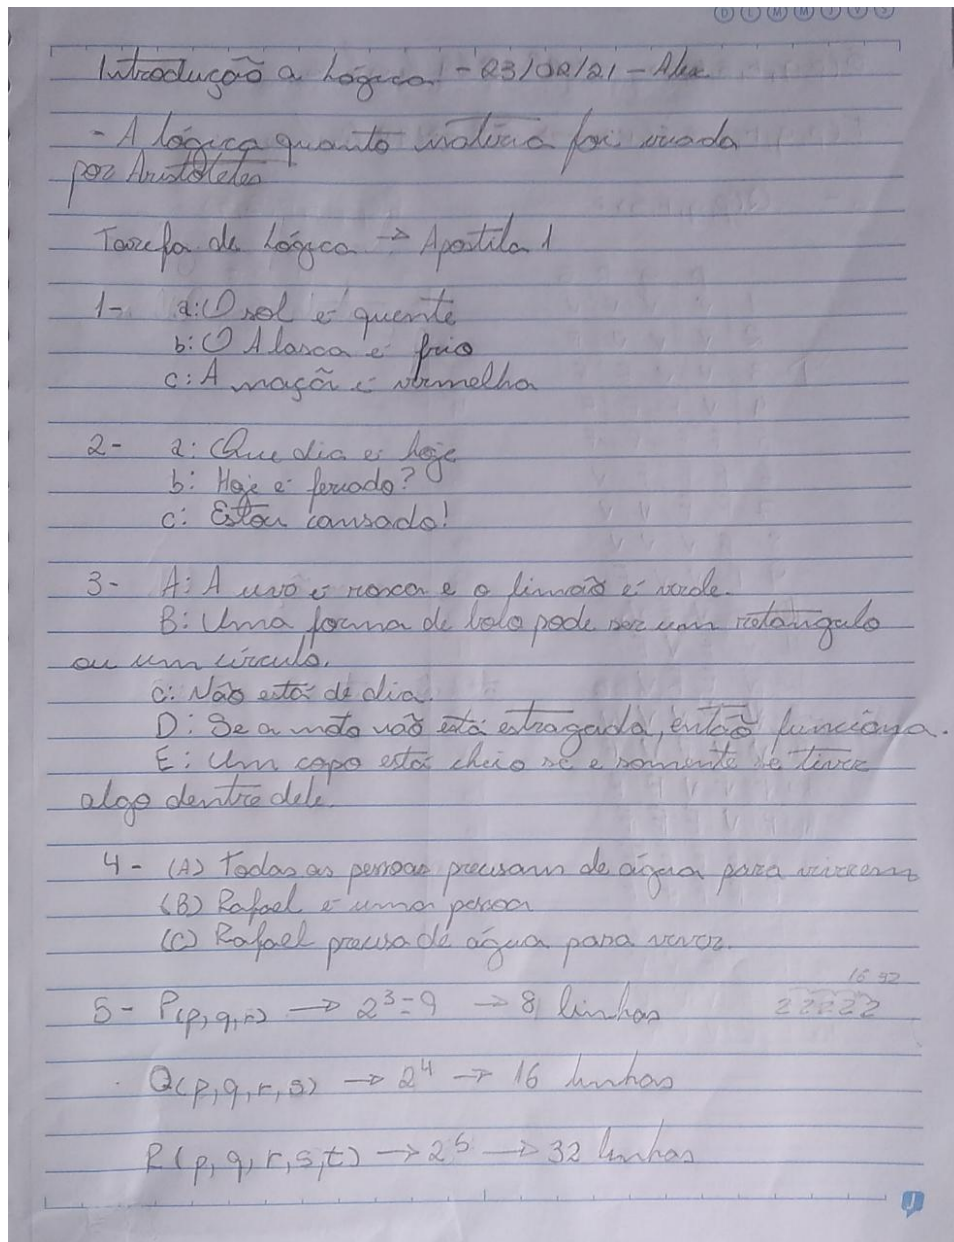 D L M M J V S
Introdução a Lógica - 23/02/21 - Alex
- A lógica quanto matéria foi criada
por Aristóteles
Tarefa de Lógica → Apostila 1
1- a: O sol é quente
b: O Alasca é frio
c: A maçã é vermelha
2- a: Que dia é hoje
b: Hoje é feriado?
c: Estou cansado!
3- A: A uva é roxa e o limão é verde.
B: Uma forma de bolo pode ser um retângulo
ou um círculo.
C: Não está de dia.
D: Se a moto não está estragada, então funciona.
E: Um copo está cheio se e somente se tiver
algo dentro dele.
4- (A) Todas as pessoas precisam de água para viverem
(B) Rafael é uma pessoa
(C) Rafael precisa de água para viver.
16 32
5- P(p,q,r) → 2³=9 → 8 linhas 22222
Q(p,q,r,s) → 2⁴ → 16 linhas
R(p,q,r,s,t) → 2⁵ → 32 linhas
J